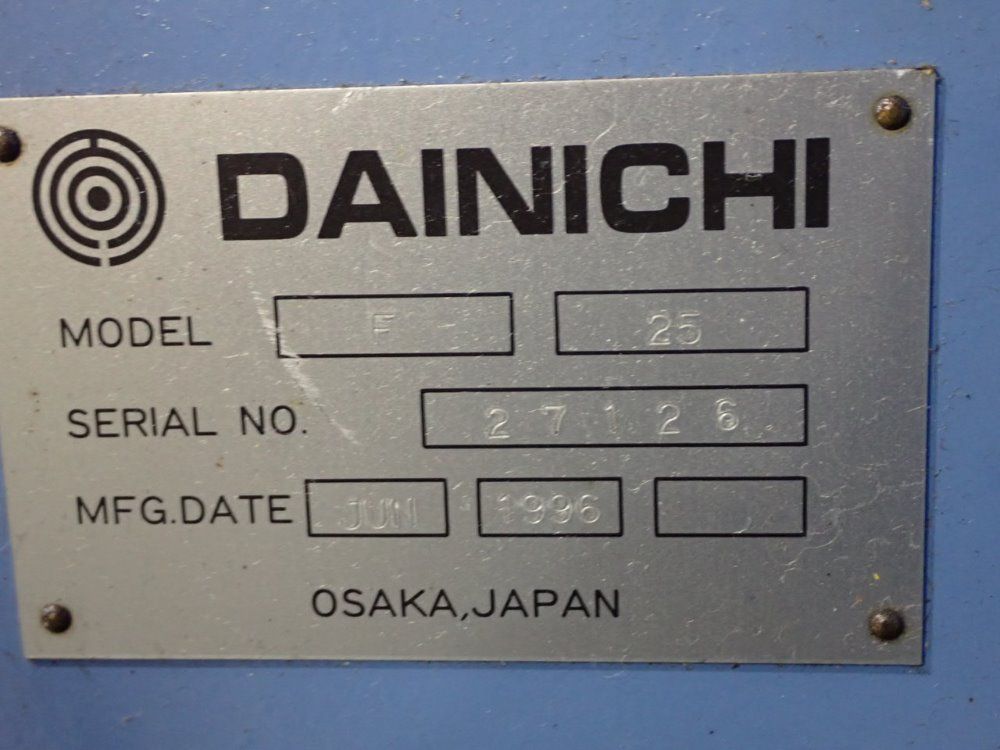 DAINICHI
MODEL F 25
SERIAL NO. 27126
MFG.DATE JUN 1996
OSAKA,JAPAN